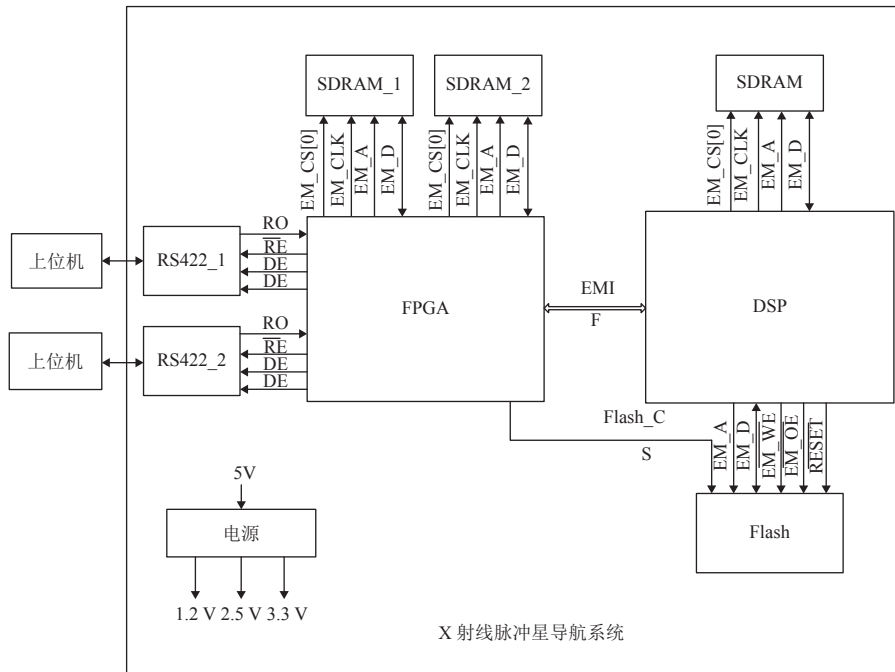 SDRAM_1
SDRAM_2
SDRAM
EM_CS[0]
EM_CLK
EM_A
EM_D
EM_CS[0]
EM_CLK
EM_A
EM_D
EM_CS[0]
EM_CLK
EM_A
EM_D
上位机
RS422_1
RO
RE
DE
DE
FPGA
EMI
F
DSP
上位机
RS422_2
RO
RE
DE
DE
Flash_C
S
EM_A
EM_D
EM_WE
EM_OE
RESET
Flash
5V
电源
1.2 V 2.5 V 3.3 V
X 射线脉冲星导航系统